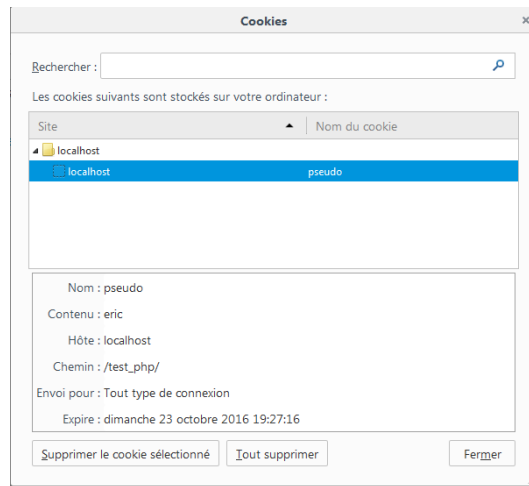 Cookies
Rechercher :
Les cookies suivants sont stockés sur votre ordinateur :
Site Nom du cookie
localhost
localhost pseudo
Nom : pseudo
Contenu : eric
Hôte : localhost
Chemin : /test_php/
Envoi pour : Tout type de connexion
Expire : dimanche 23 octobre 2016 19:27:16
Supprimer le cookie sélectionné Tout supprimer Fermer